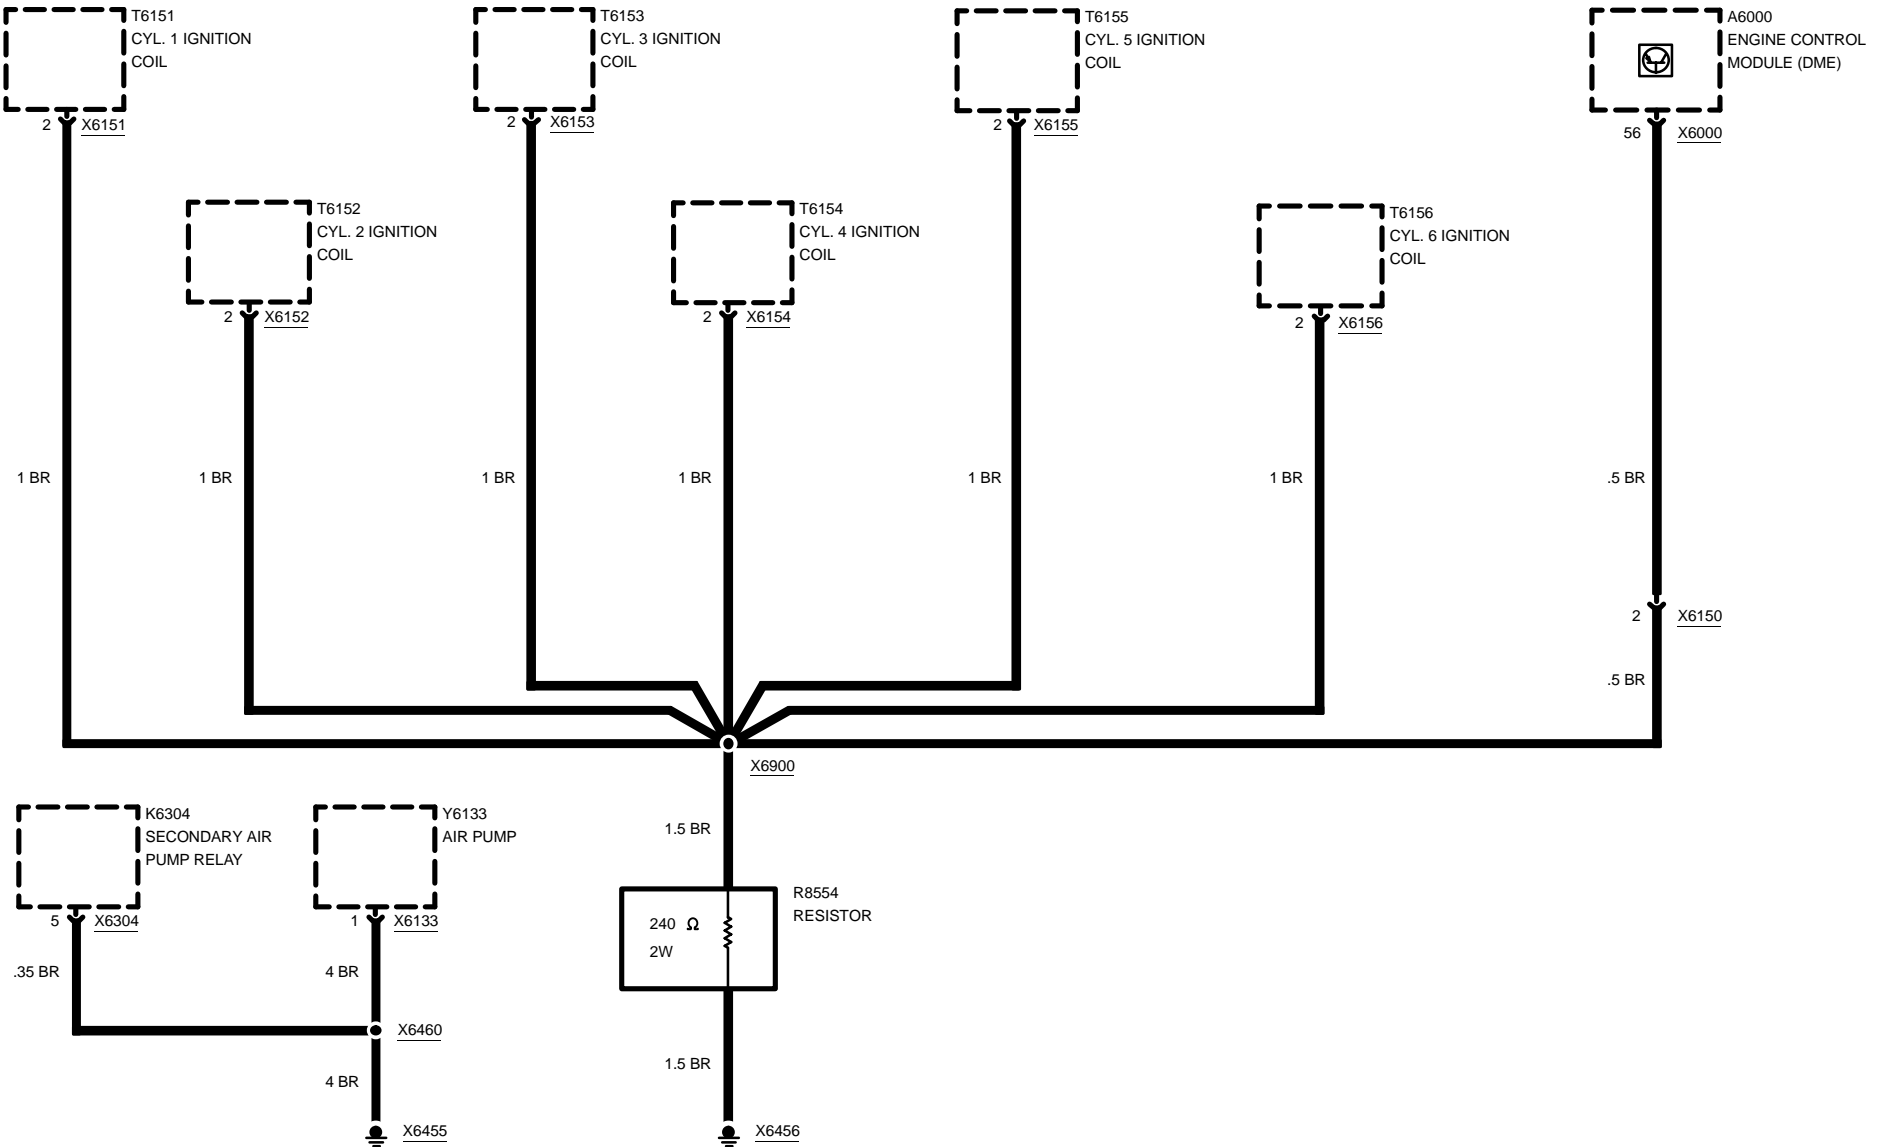 T6151
CYL. 1 IGNITION
COIL
2 X6151
T6153
CYL. 3 IGNITION
COIL
2 X6153
T6155
CYL. 5 IGNITION
COIL
2 X6155
A6000
ENGINE CONTROL
MODULE (DME)
56 X6000
T6152
CYL. 2 IGNITION
COIL
2 X6152
T6154
CYL. 4 IGNITION
COIL
2 X6154
T6156
CYL. 6 IGNITION
COIL
2 X6156
1 BR
1 BR
1 BR
1 BR
1 BR
1 BR
.5 BR
2 X6150
.5 BR
X6900
K6304
SECONDARY AIR
PUMP RELAY
5 X6304
.35 BR
Y6133
AIR PUMP
1 X6133
4 BR
X6460
4 BR
X6455
1.5 BR
R8554
RESISTOR
240 Ω
2W
1.5 BR
X6456